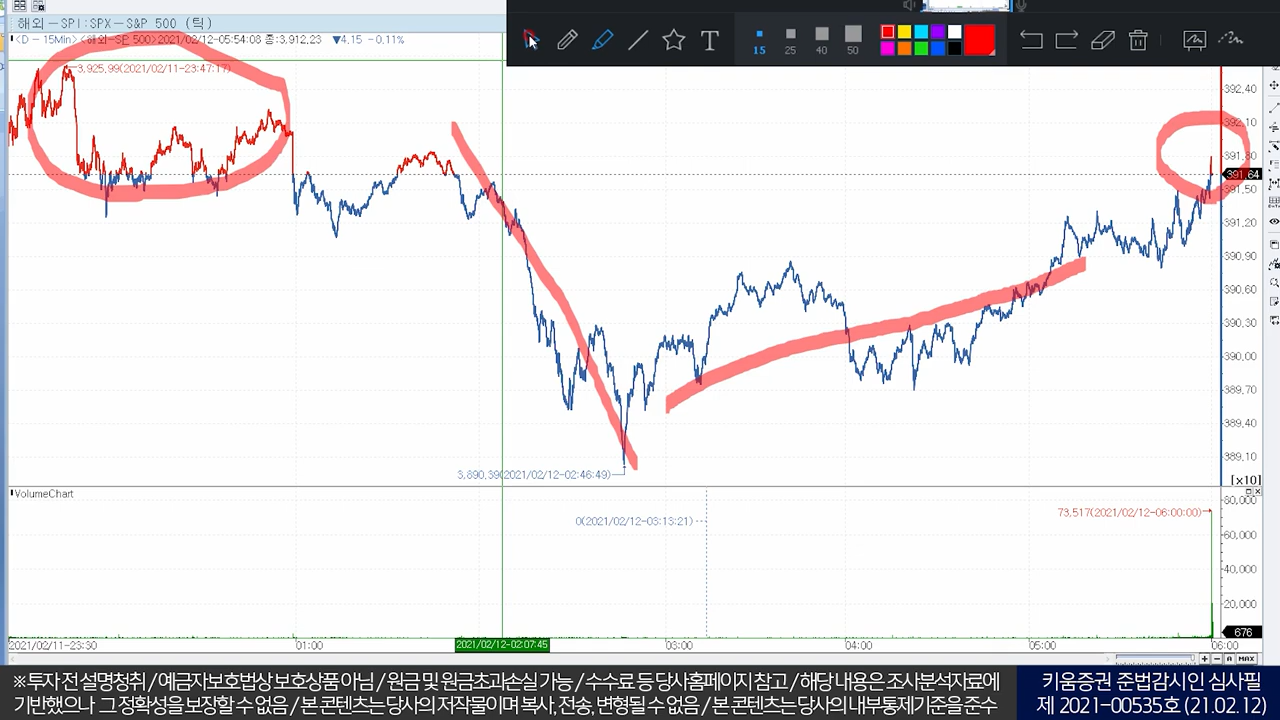 해외-SPI:SPX-S&P 500 (틱)
<D - 15Min> <해외-S&P 500>2021/02/12-05:54:08 종:3,912.23 ▼4.15 -0.11%
15 25 40 50
T
3,925.99(2021/02/11-23:47:17)
392.40
392.10
391.80
391.64
391.50
391.20
390.90
390.60
390.30
390.00
389.70
389.40
389.10
3,890.39(2021/02/12-02:46:49)
[x10]
VolumeChart
80,000
73,517(2021/02/12-06:00:00)
0(2021/02/12-03:13:21)
60,000
40,000
20,000
676
2021/02/11-23:30 01:00 2021/02/12-02:07:45 03:00 04:00 05:00 06:00
A MAX
※투자 전 설명청취 / 예금자보호법상 보호상품 아님 / 원금 및 원금초과손실 가능 / 수수료 등 당사홈페이지 참고 / 해당 내용은 조사분석자료에
기반했으나 그 정확성을 보장할 수 없음 / 본 콘텐츠는 당사의 저작물이며 복사, 전송, 변형될 수 없음 / 본 콘텐츠는 당사의 내부통제기준을 준수
키움증권 준법감시인 심사필
제 2021-00535호 (21.02.12)